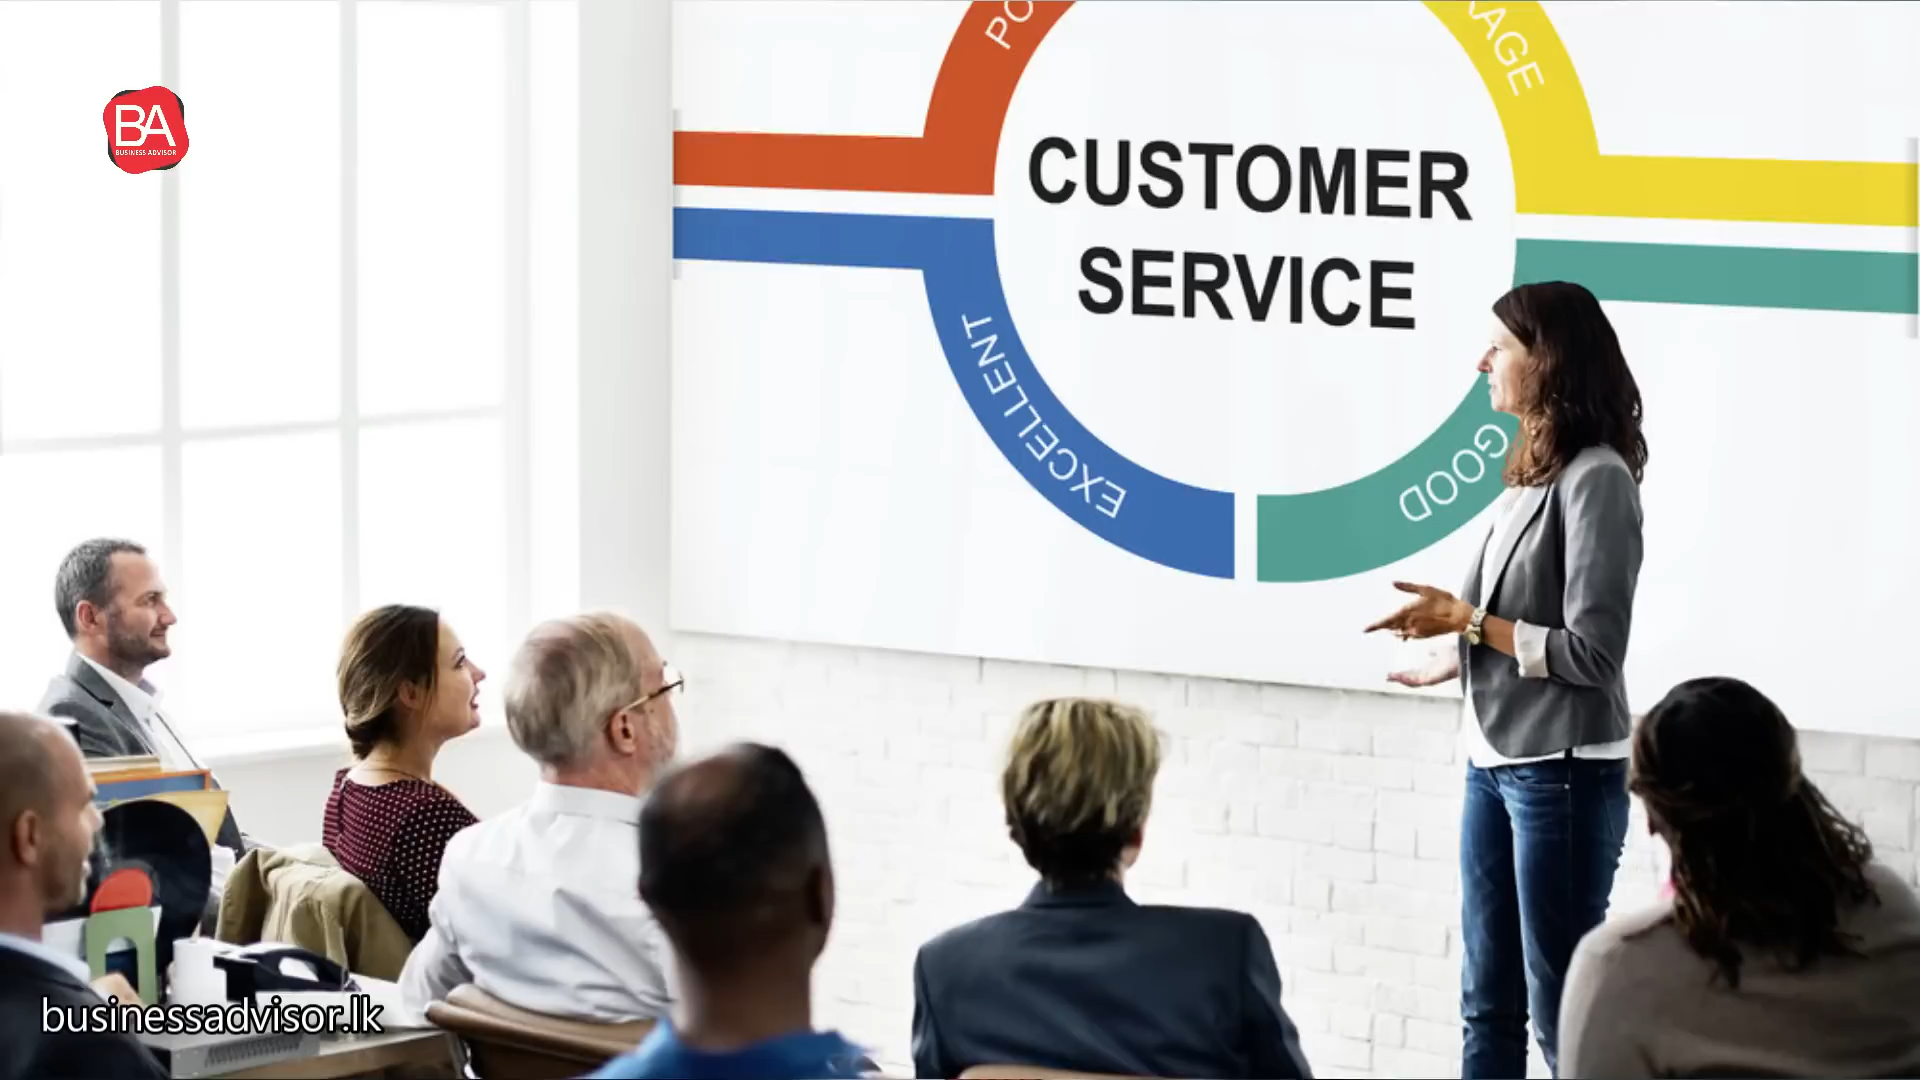 BA
BUSINESS ADVISOR
CUSTOMER
SERVICE
EXCELLENT
GOOD
businessadvisor.lk